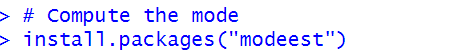 > # Compute the mode
> install.packages("modeest")